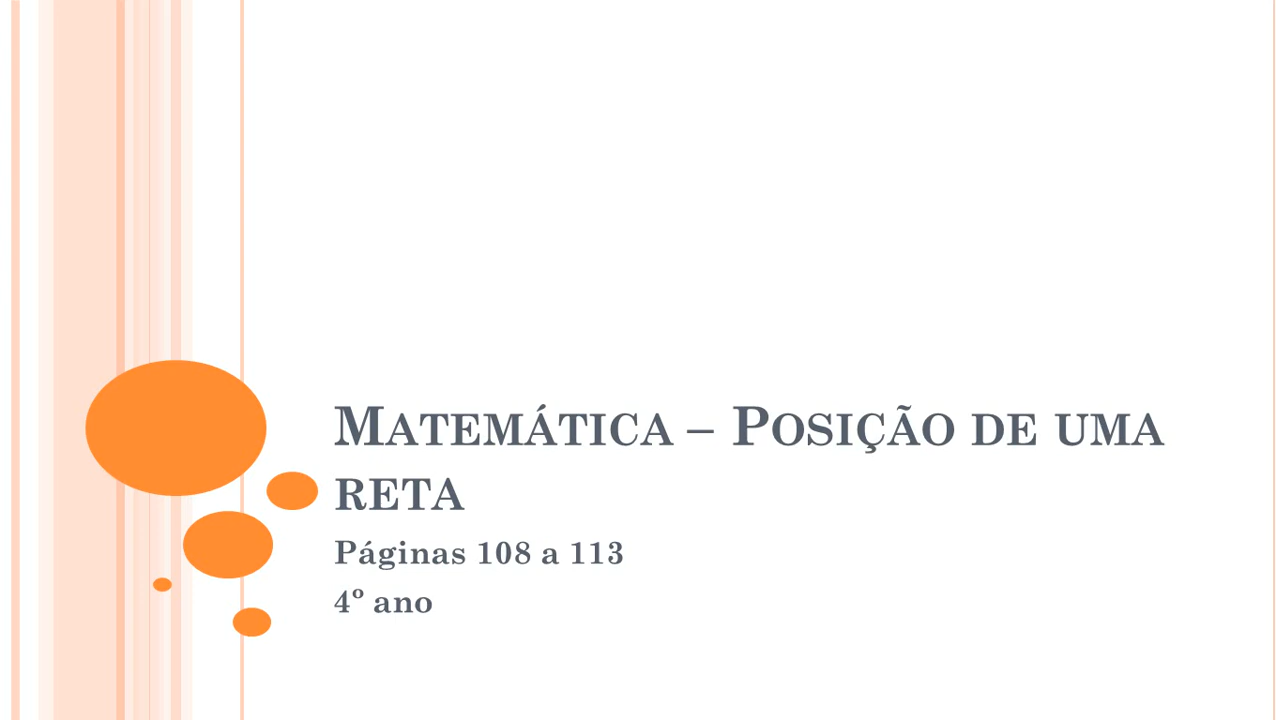 Matemática – Posição de uma
reta
Páginas 108 a 113
4º ano